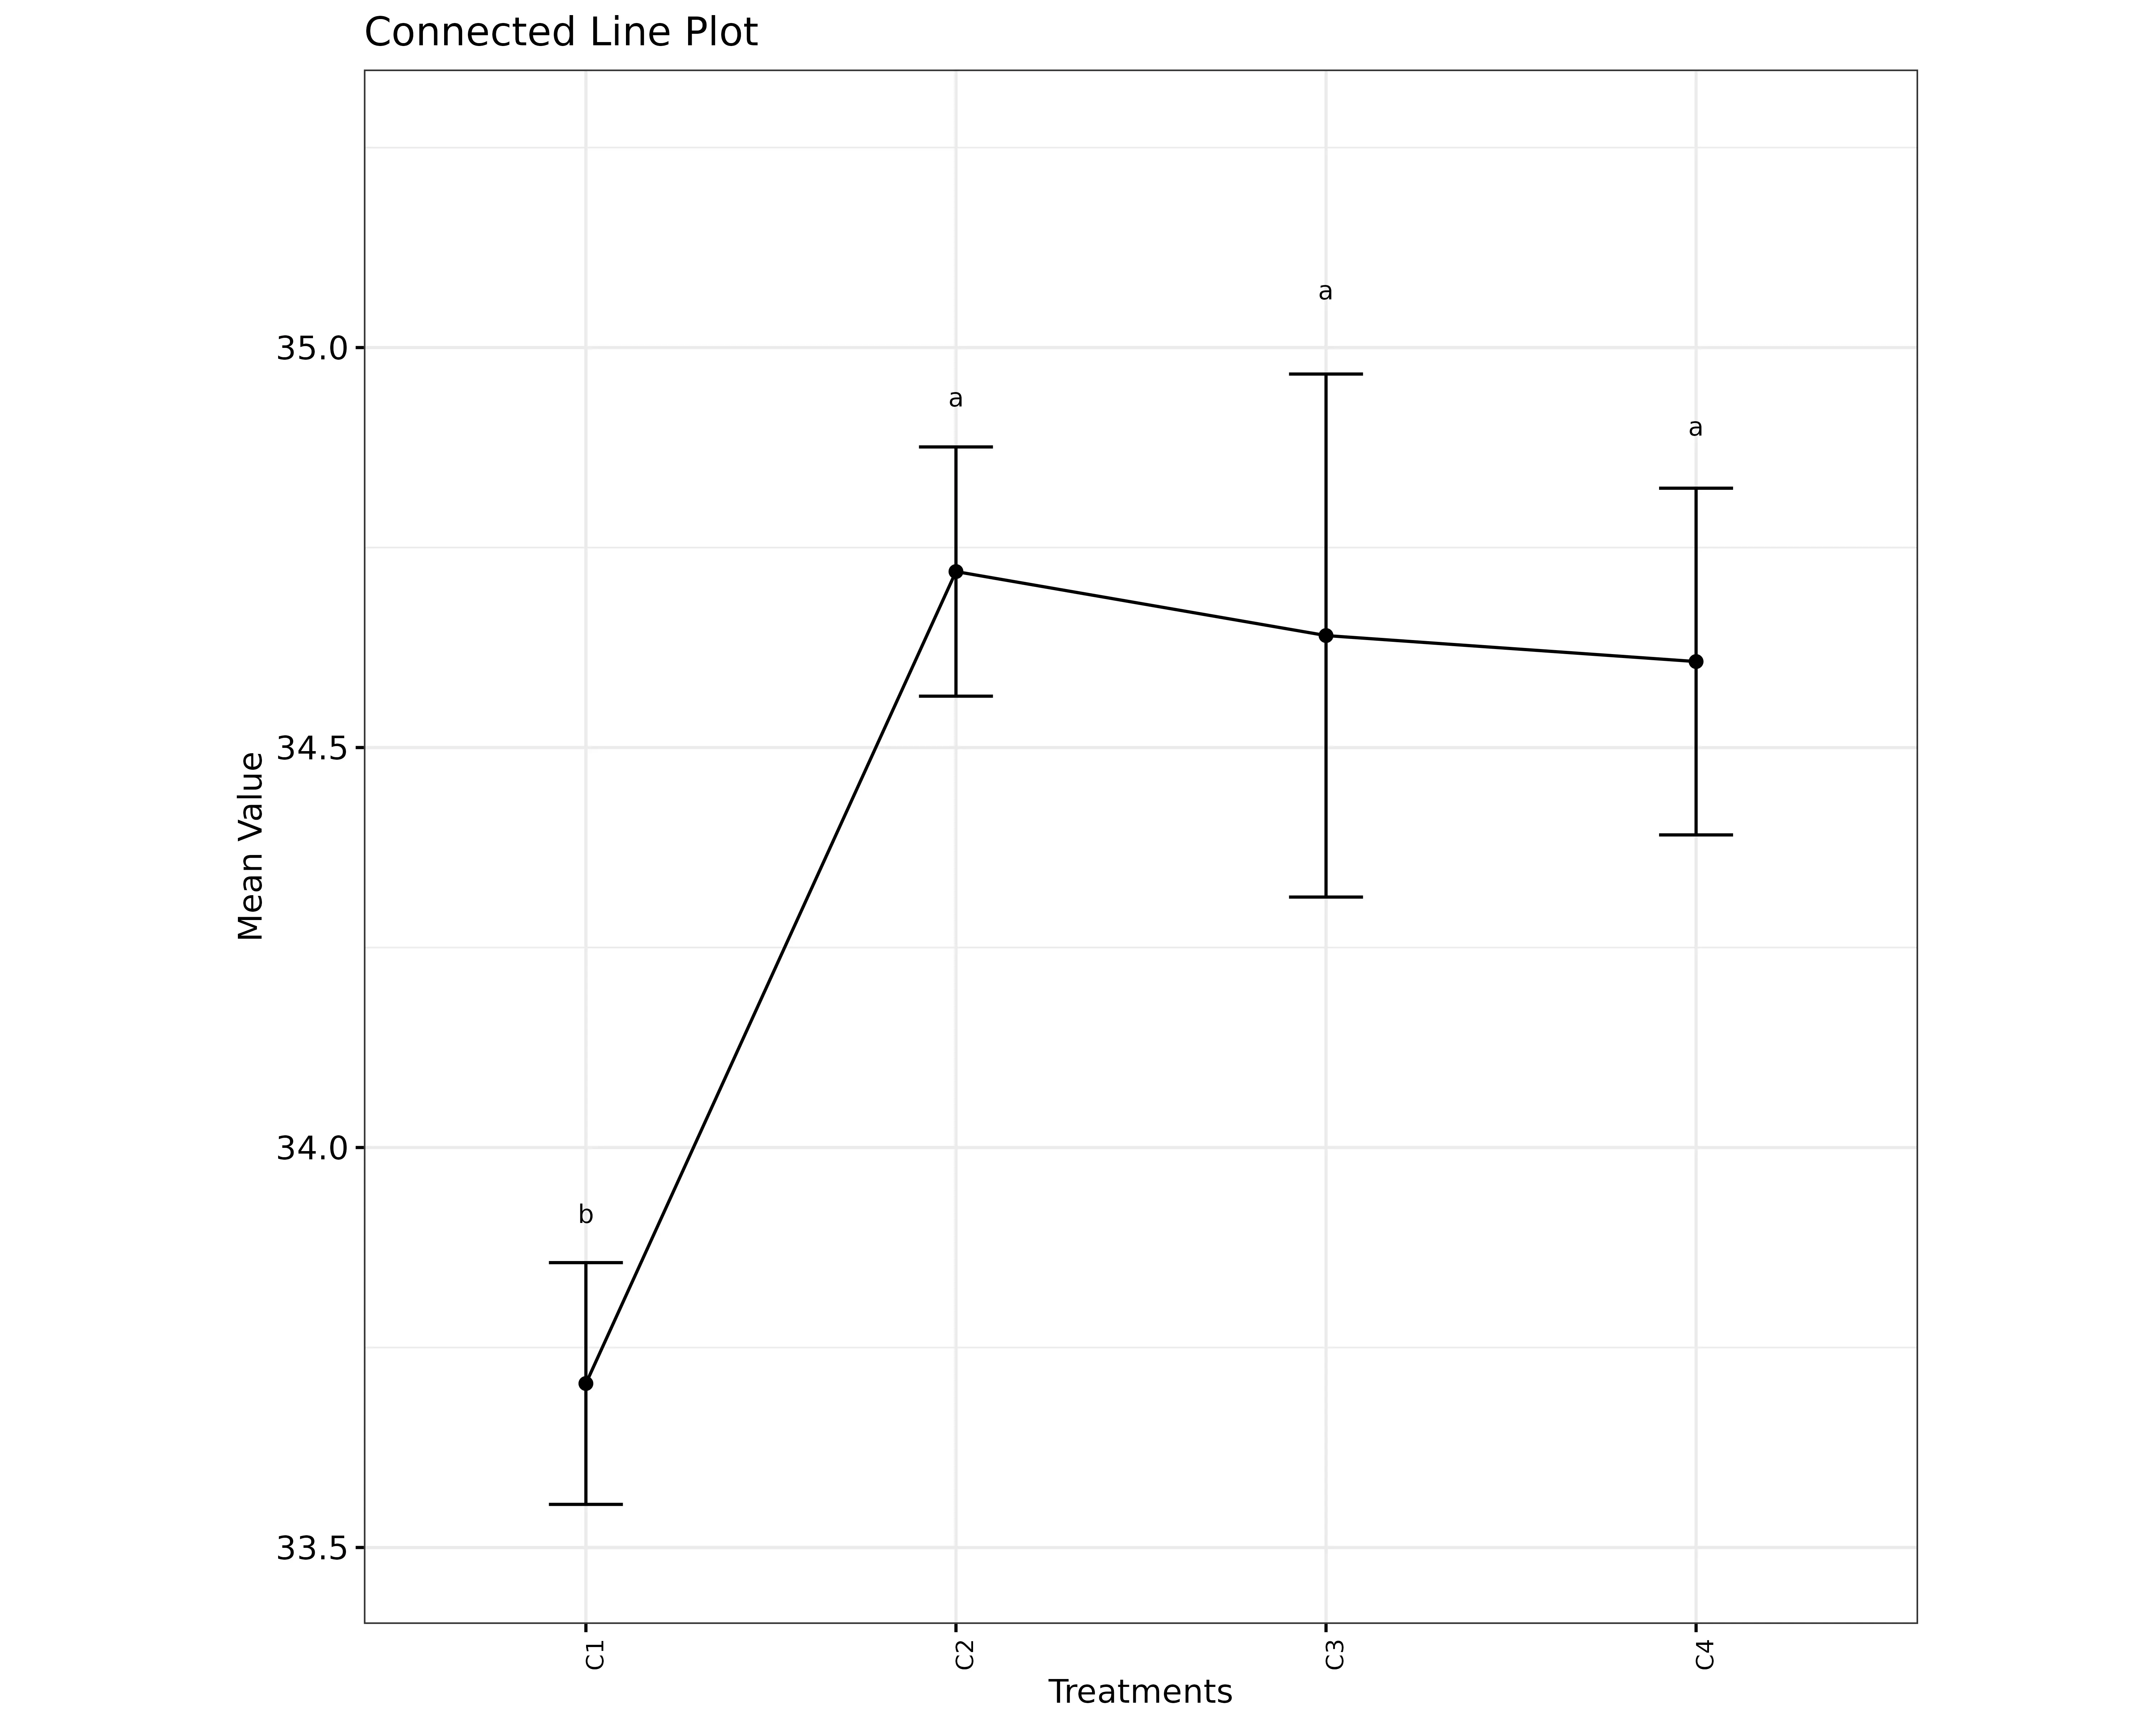 Connected Line Plot
a
35.0
a
a
34.5
Mean Value
34.0
b
33.5
C1
C2
C3
C4
Treatments